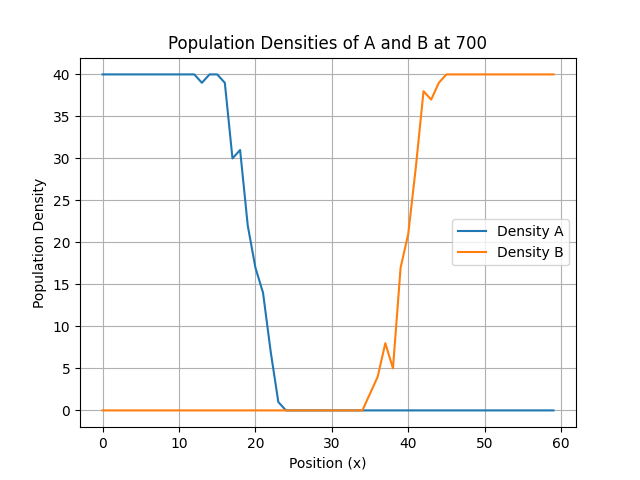 Population Densities of A and B at 700
40
35
30
25
20
15
10
5
0
Population Density
Density A
Density B
0 10 20 30 40 50 60
Position (x)